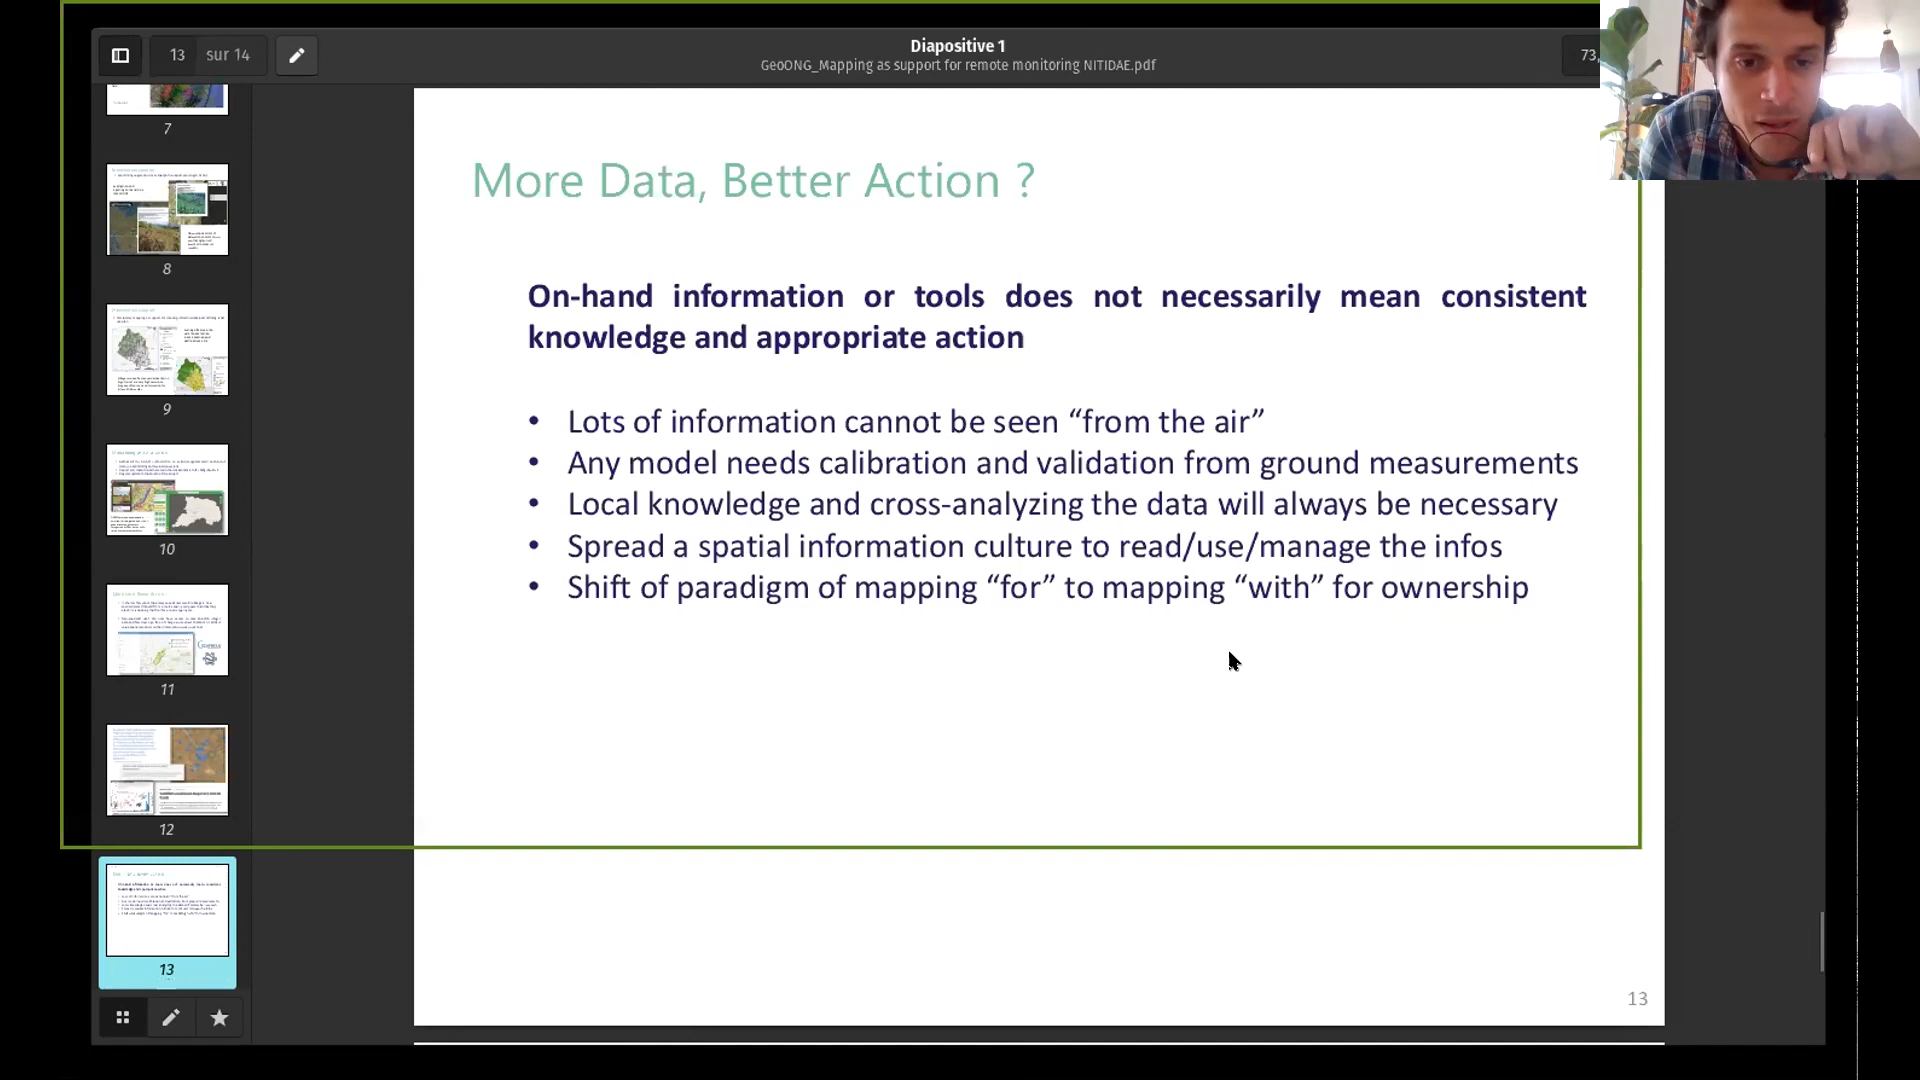 13 sur 14
Diapositive 1
GeoONG_Mapping as support for remote monitoring NITIDAE.pdf
73,
7
8
9
10
11
12
13
More Data, Better Action ?
On-hand information or tools does not necessarily mean consistent
knowledge and appropriate action
• Lots of information cannot be seen “from the air”
• Any model needs calibration and validation from ground measurements
• Local knowledge and cross-analyzing the data will always be necessary
• Spread a spatial information culture to read/use/manage the infos
• Shift of paradigm of mapping “for” to mapping “with” for ownership
13